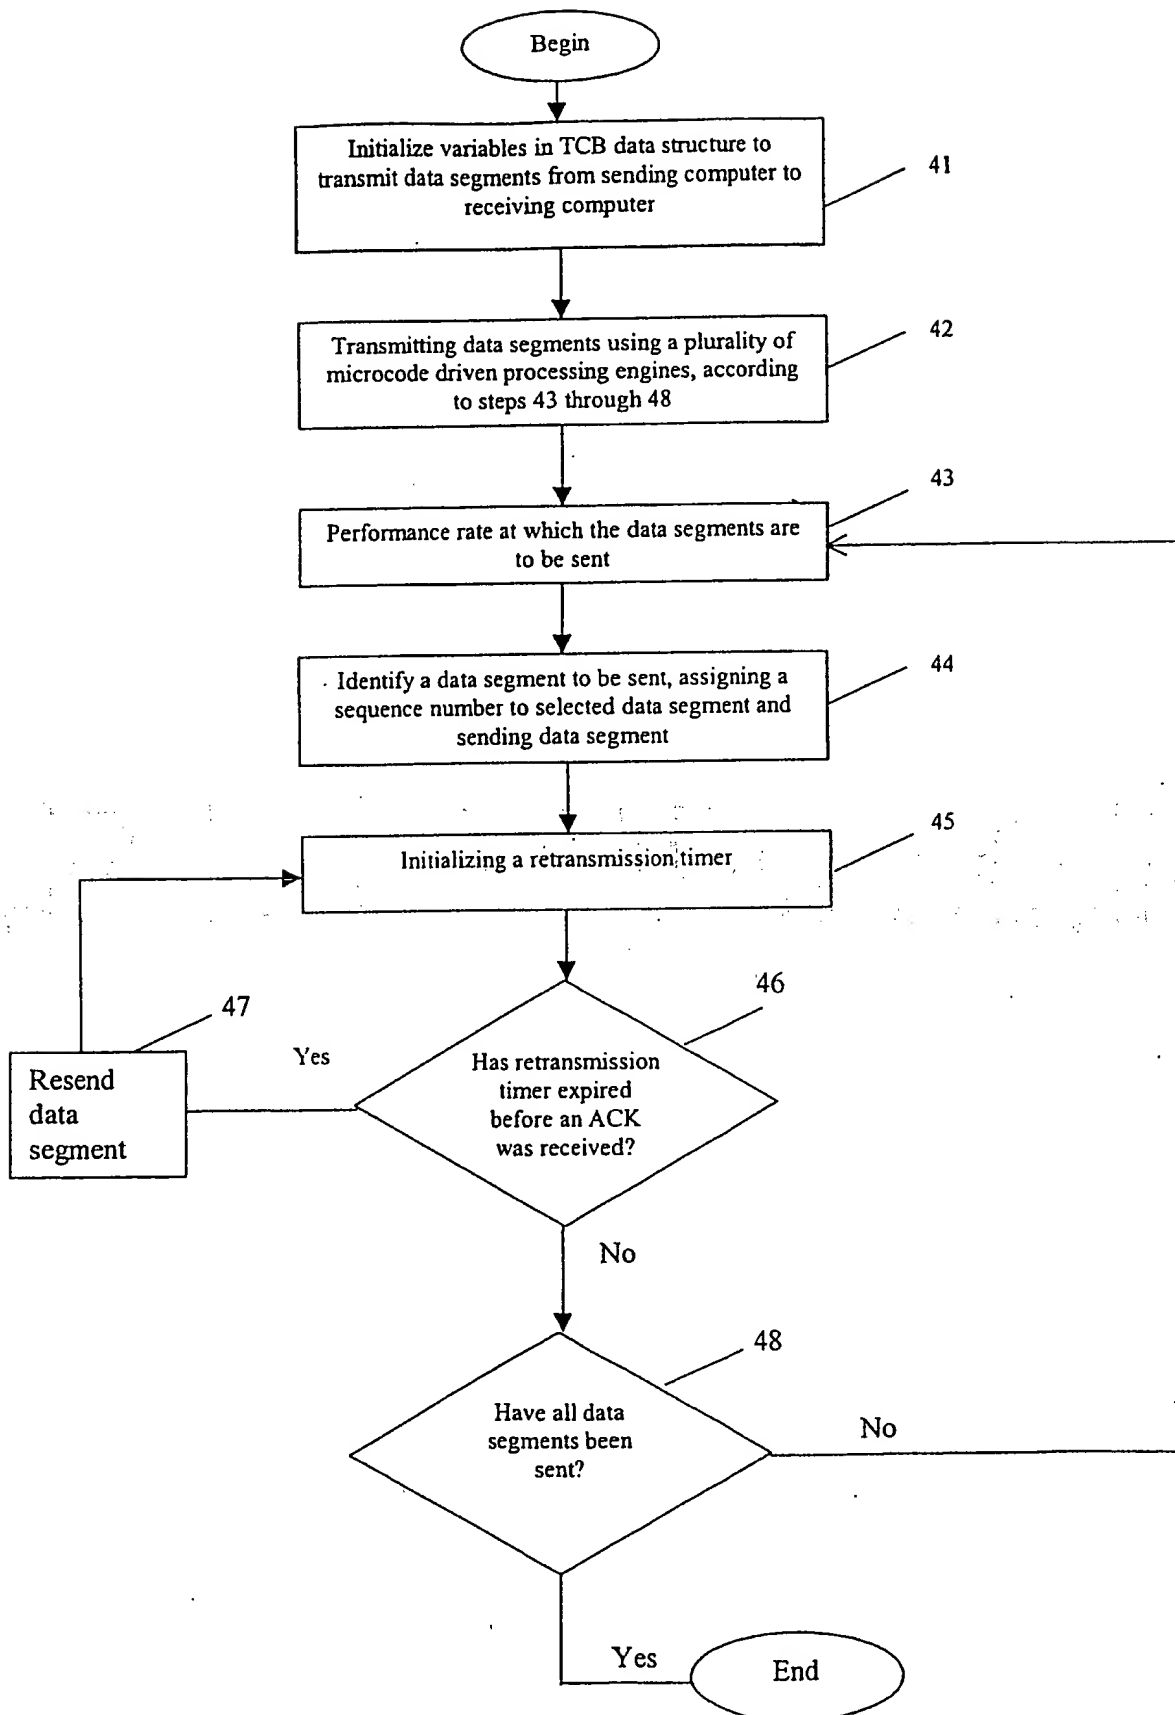 Begin
Initialize variables in TCB data structure to
transmit data segments from sending computer to
receiving computer
41
Transmitting data segments using a plurality of
microcode driven processing engines, according
to steps 43 through 48
42
Performance rate at which the data segments are
to be sent
43
Identify a data segment to be sent, assigning a
sequence number to selected data segment and
sending data segment
44
Initializing a retransmission timer
45
Has retransmission
timer expired
before an ACK
was received?
46
Yes
Resend
data
segment
47
No
Have all data
segments been
sent?
48
No
Yes
End